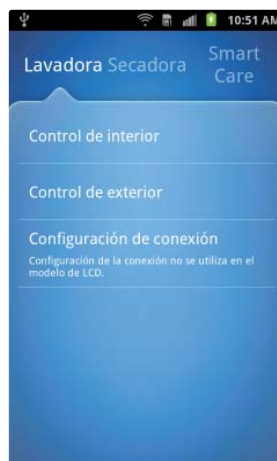 10:51 AM
Lavadora Secadora Smart
Care
Control de interior
Control de exterior
Configuración de conexión
Configuración de la conexión no se utiliza en el
modelo de LCD.